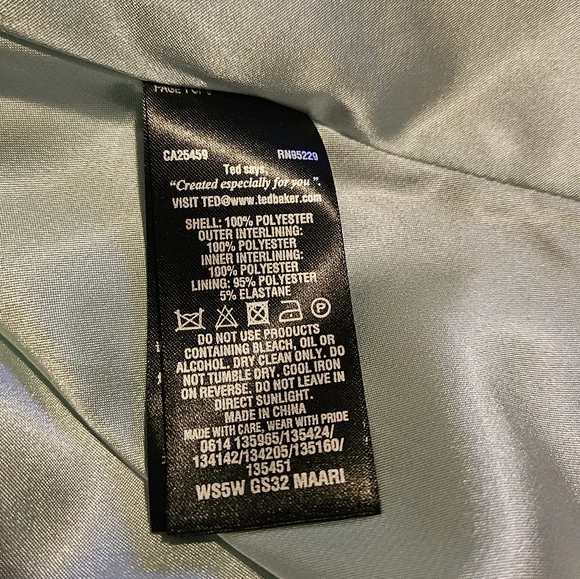 PAGE 1 OF
CA25459 RN95229
Ted says,
“Created especially for you”.
VISIT TED@www.tedbaker.com
SHELL: 100% POLYESTER
OUTER INTERLINING:
100% POLYESTER
INNER INTERLINING:
100% POLYESTER
LINING: 95% POLYESTER
5% ELASTANE
P
DO NOT USE PRODUCTS
CONTAINING BLEACH, OIL OR
ALCOHOL. DRY CLEAN ONLY. DO
NOT TUMBLE DRY. COOL IRON
ON REVERSE. DO NOT LEAVE IN
DIRECT SUNLIGHT.
MADE IN CHINA
MADE WITH CARE, WEAR WITH PRIDE
0614 135965/135424/
134142/134205/135160/
135451
WS5W GS32 MAARI